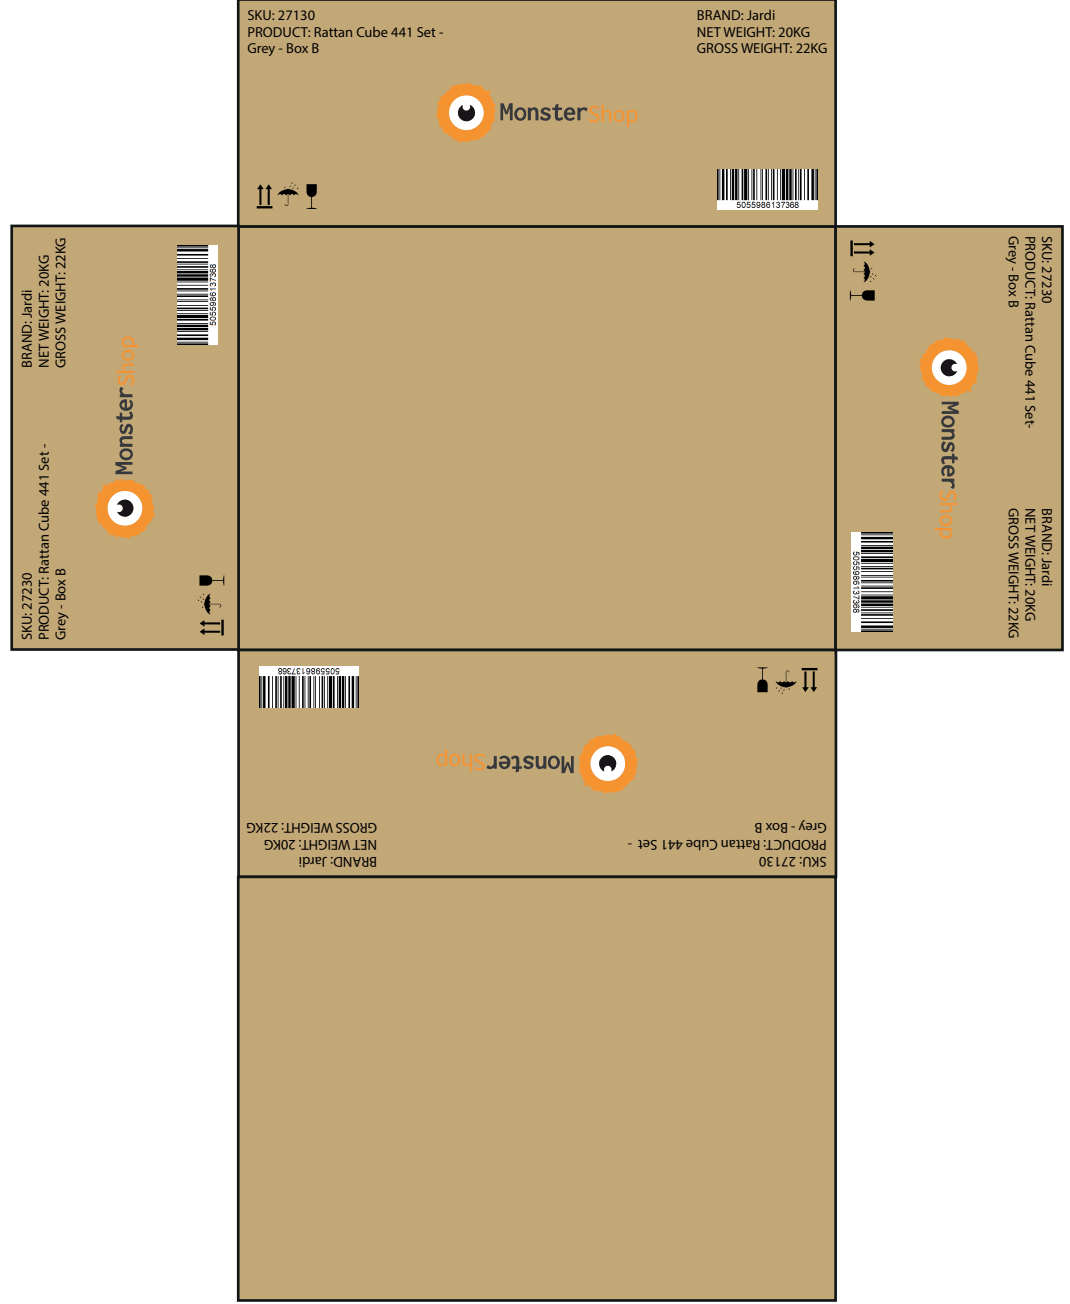 SKU: 27130
PRODUCT: Rattan Cube 441 Set -
Grey - Box B
BRAND: Jardi
NET WEIGHT: 20KG
GROSS WEIGHT: 22KG
MonsterShop
5055986137368
SKU: 27230
PRODUCT: Rattan Cube 441 Set -
Grey - Box B
BRAND: Jardi
NET WEIGHT: 20KG
GROSS WEIGHT: 22KG
MonsterShop
5055986137368
SKU: 27230
PRODUCT: Rattan Cube 441 Set-
Grey - Box B
BRAND: Jardi
NET WEIGHT: 20KG
GROSS WEIGHT: 22KG
MonsterShop
5055986137368
SKU: 27130
PRODUCT: Rattan Cube 441 Set -
Grey - Box B
BRAND: Jardi
NET WEIGHT: 20KG
GROSS WEIGHT: 22KG
MonsterShop
5055986137368